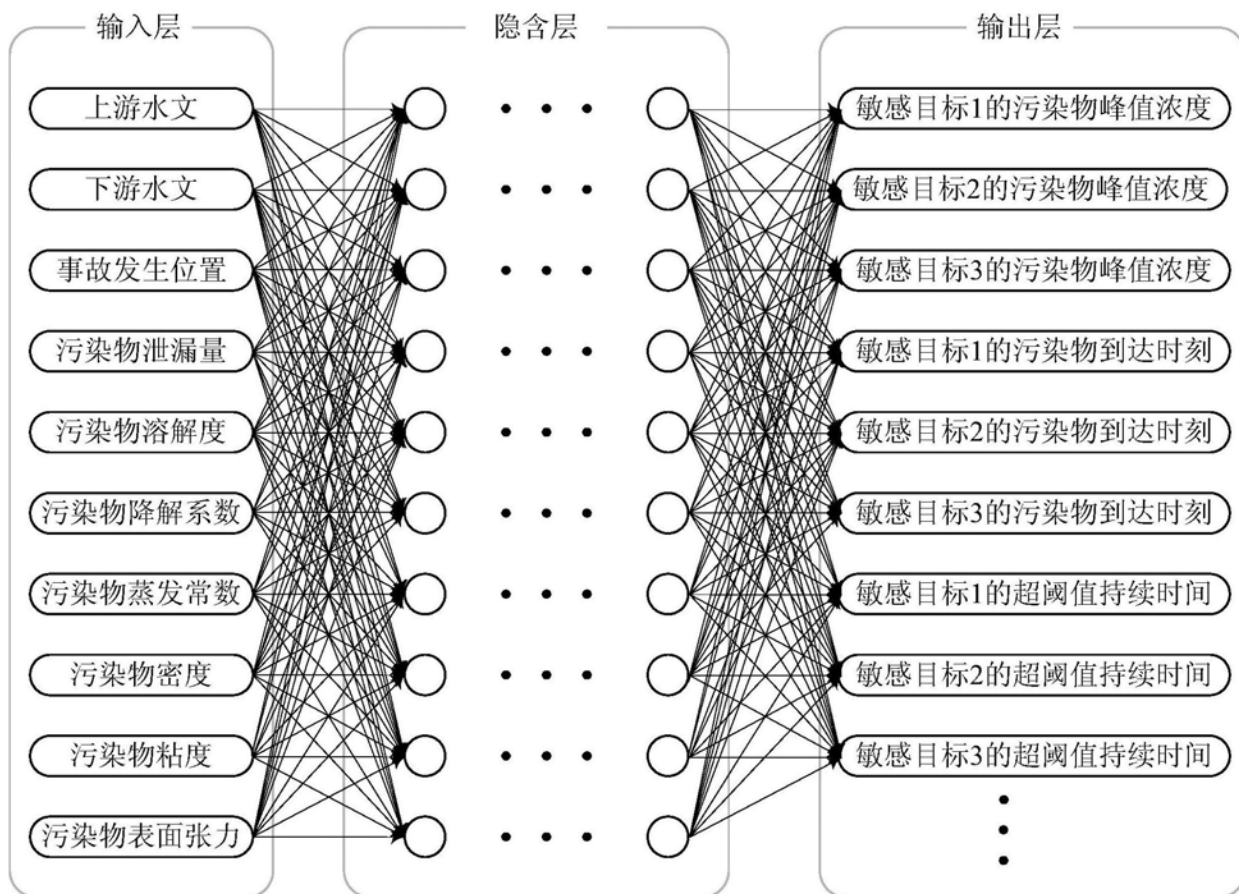 输入层
隐含层
输出层
上游水文
下游水文
事故发生位置
污染物泄漏量
污染物溶解度
污染物降解系数
污染物蒸发常数
污染物密度
污染物粘度
污染物表面张力
敏感目标1的污染物峰值浓度
敏感目标2的污染物峰值浓度
敏感目标3的污染物峰值浓度
敏感目标1的污染物到达时刻
敏感目标2的污染物到达时刻
敏感目标3的污染物到达时刻
敏感目标1的超阈值持续时间
敏感目标2的超阈值持续时间
敏感目标3的超阈值持续时间